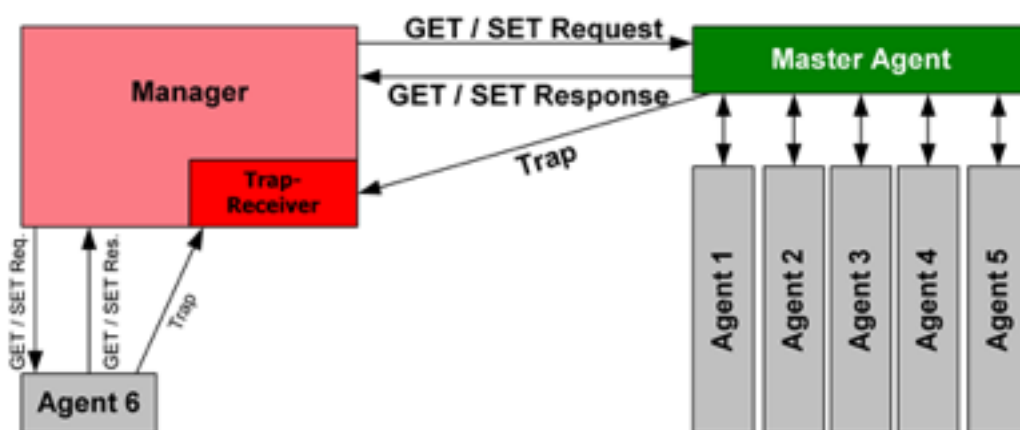 GET / SET Request
Manager
Master Agent
GET / SET Response
Trap
Trap-
Receiver
GET / SET Req.
GET / SET Res.
Trap
Agent 1
Agent 2
Agent 3
Agent 4
Agent 5
Agent 6